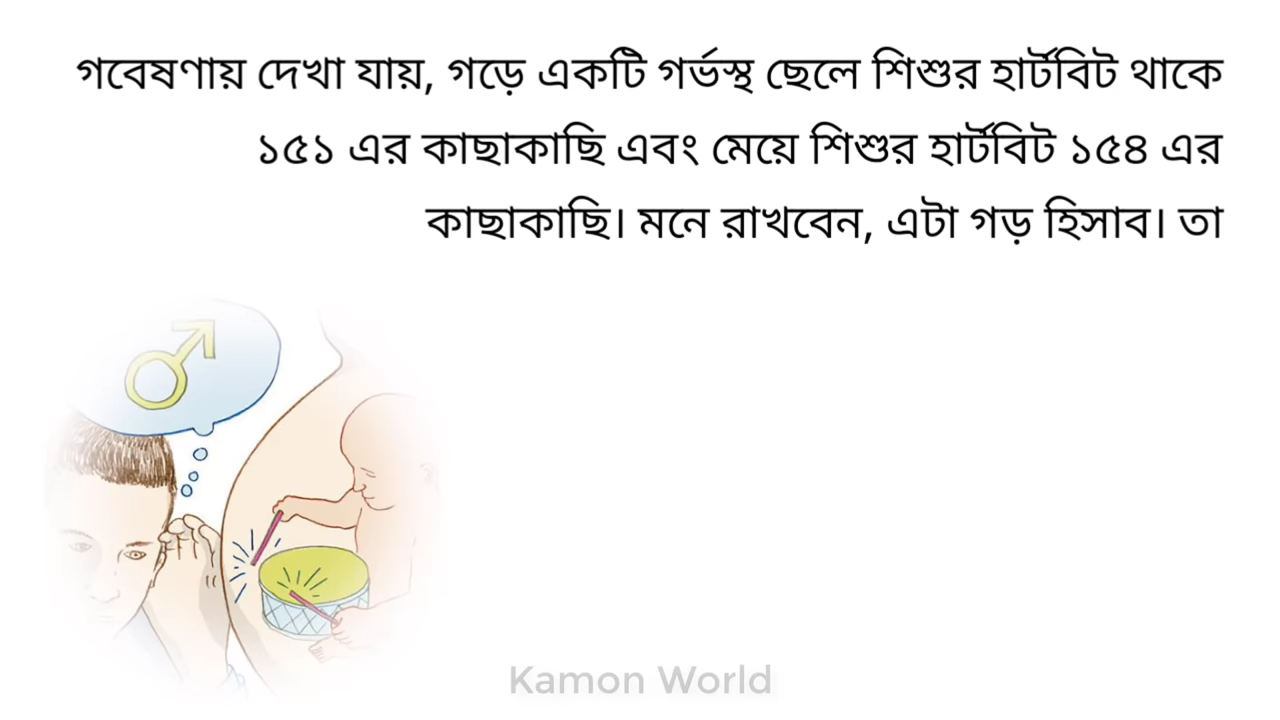 গবেষণায় দেখা যায়, গড়ে একটি গর্ভস্থ ছেলে শিশুর হার্টবিট থাকে
১৫১ এর কাছাকাছি এবং মেয়ে শিশুর হার্টবিট ১৫৪ এর
কাছাকাছি। মনে রাখবেন, এটা গড় হিসাব। তা
Kamon World